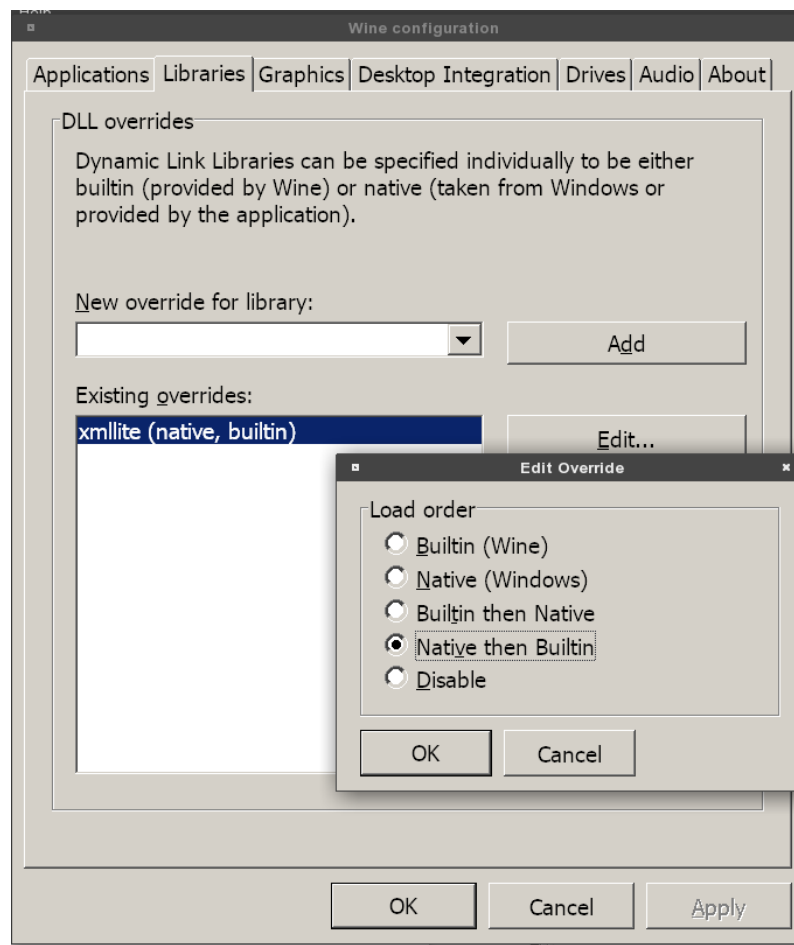 Help
Wine configuration
Applications Libraries Graphics Desktop Integration Drives Audio About
DLL overrides
Dynamic Link Libraries can be specified individually to be either
builtin (provided by Wine) or native (taken from Windows or
provided by the application).
New override for library:
Add
Existing overrides:
xmllite (native, builtin)
Edit...
Edit Override
Load order
Builtin (Wine)
Native (Windows)
Builtin then Native
Native then Builtin
Disable
OK Cancel
OK Cancel Apply